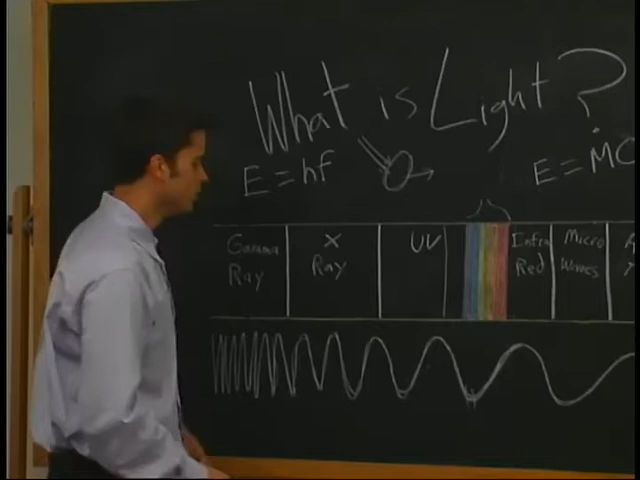 What is Light?
E = hf
E = MC
Gamma Ray
X Ray
UV
Infra Red
Micro Waves